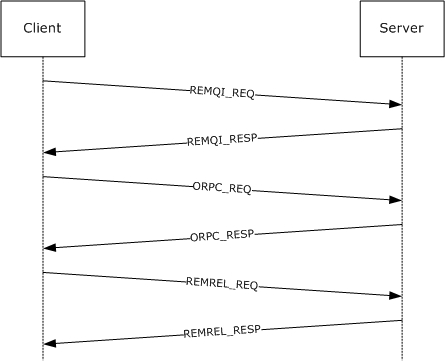 Client
Server
REMQI_REQ
REMQI_RESP
ORPC_REQ
ORPC_RESP
REMREL_REQ
REMREL_RESP